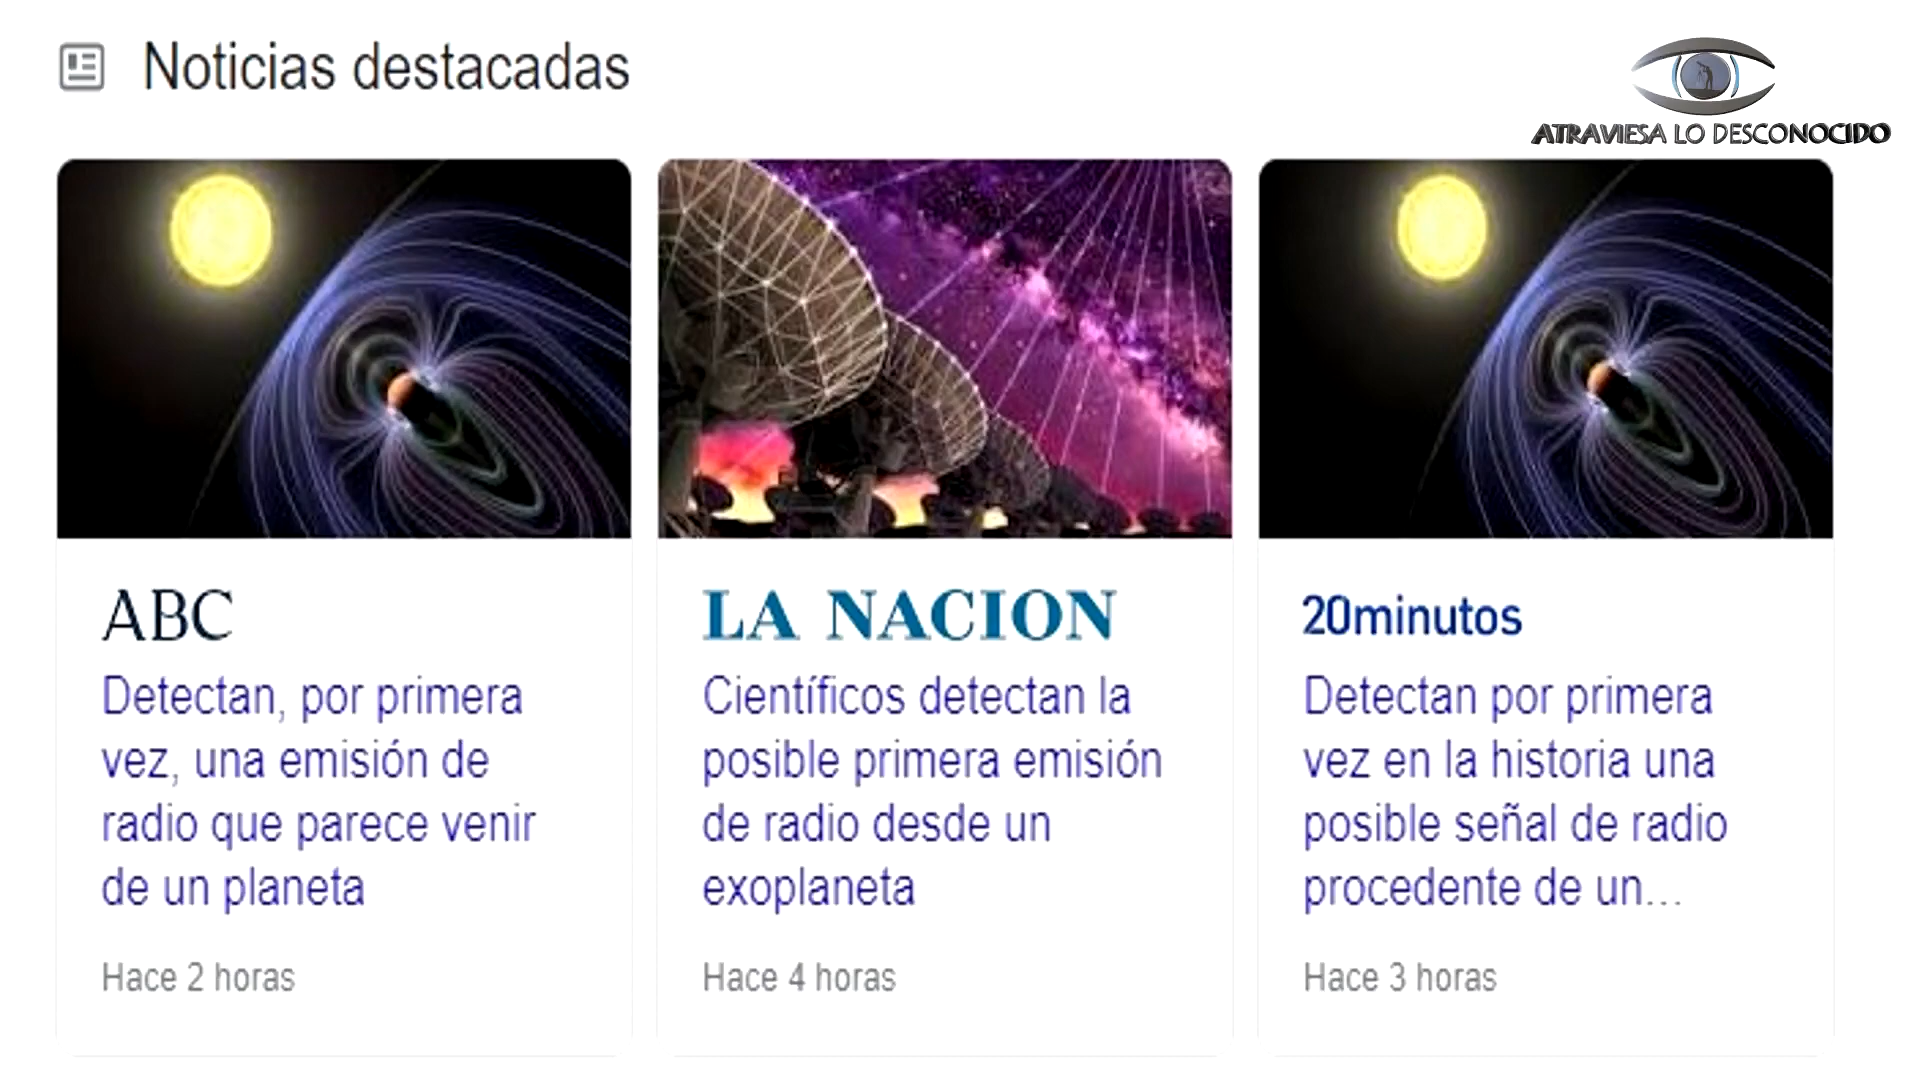 Noticias destacadas
ATRAVIESA LO DESCONOCIDO
ABC
Detectan, por primera
vez, una emisión de
radio que parece venir
de un planeta
Hace 2 horas
LA NACION
Científicos detectan la
posible primera emisión
de radio desde un
exoplaneta
Hace 4 horas
20minutos
Detectan por primera
vez en la historia una
posible señal de radio
procedente de un...
Hace 3 horas